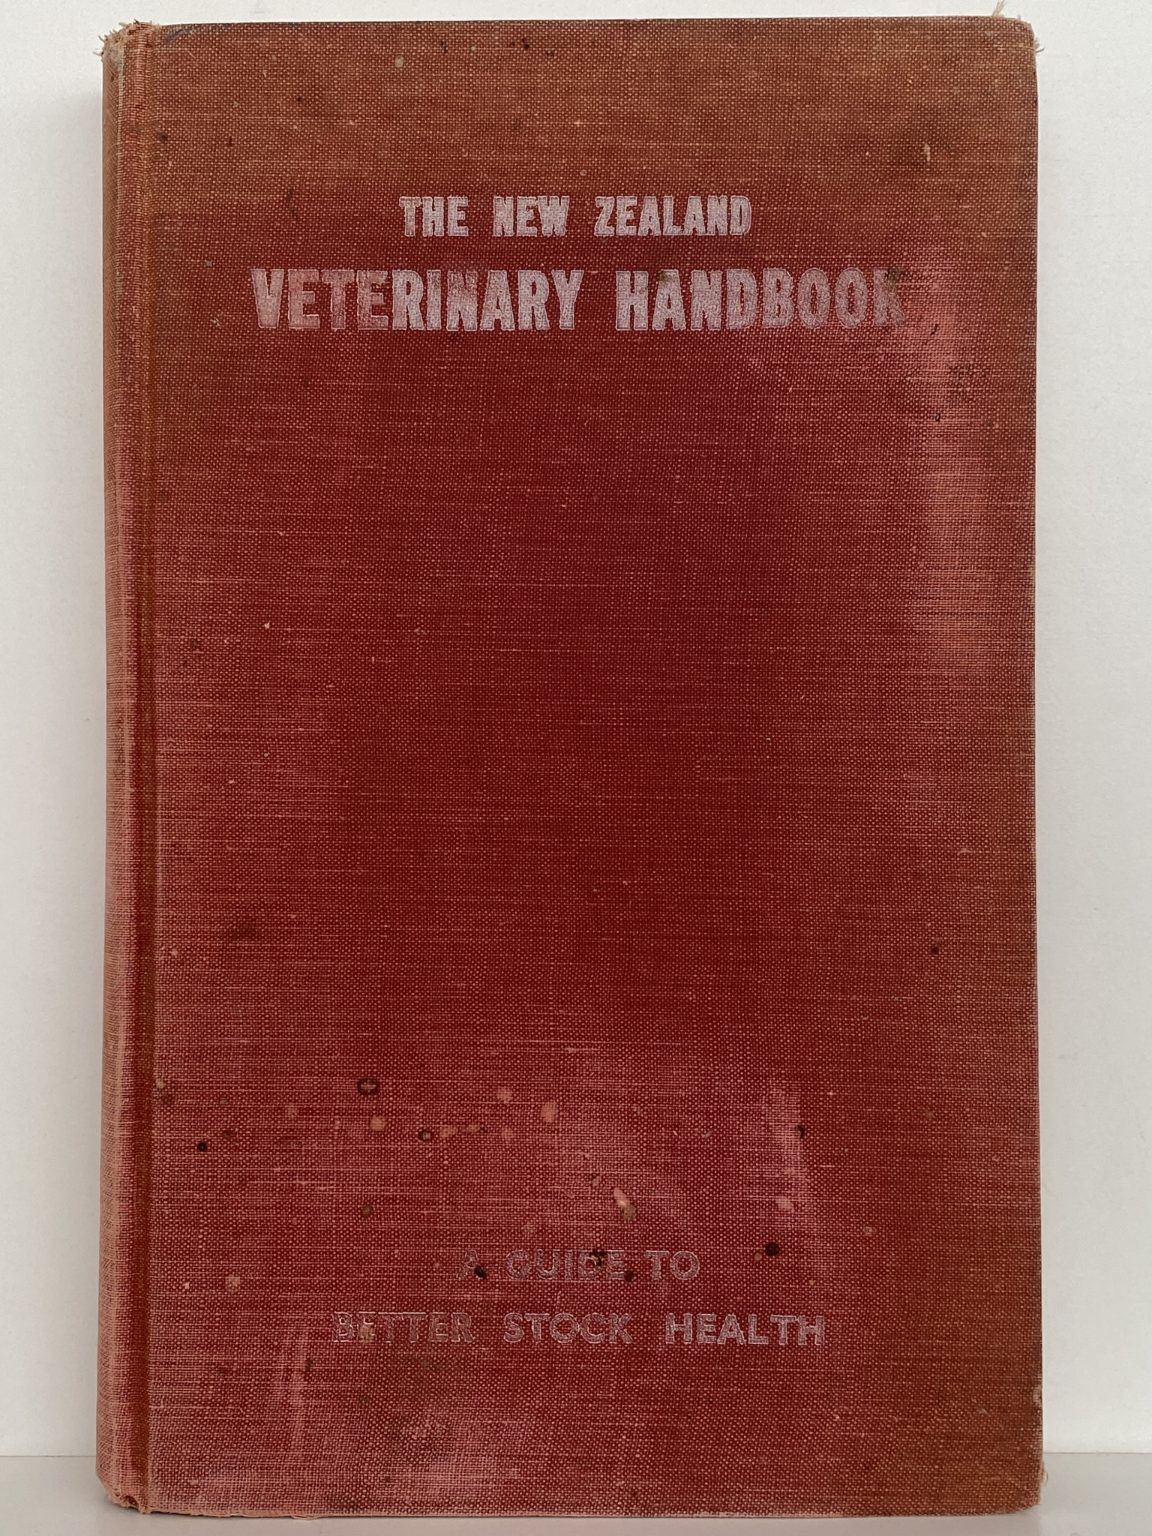 THE NEW ZEALAND
VETERINARY HANDBOOK
A GUIDE TO
BETTER STOCK HEALTH